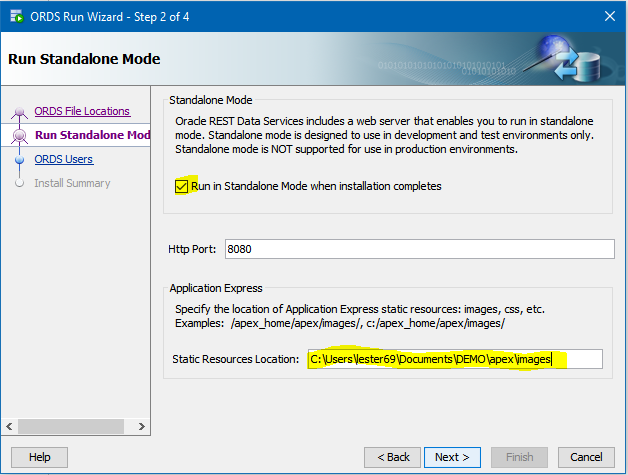 ORDS Run Wizard - Step 2 of 4
Run Standalone Mode
010101010101010101010101
0101010101
ORDS File Locations
Run Standalone Mod
ORDS Users
Install Summary
Standalone Mode
Oracle REST Data Services includes a web server that enables you to run in standalone
mode. Standalone mode is designed to use in development and test environments only.
Standalone mode is NOT supported for use in production environments.
Run in Standalone Mode when installation completes
Http Port: 8080
Application Express
Specify the location of Application Express static resources: images, css, etc.
Examples: /apex_home/apex/images/, c:/apex_home/apex/images/
Static Resources Location: C:\Users\lester69\Documents\DEMO\apex\images
Help
< Back
Next >
Finish
Cancel